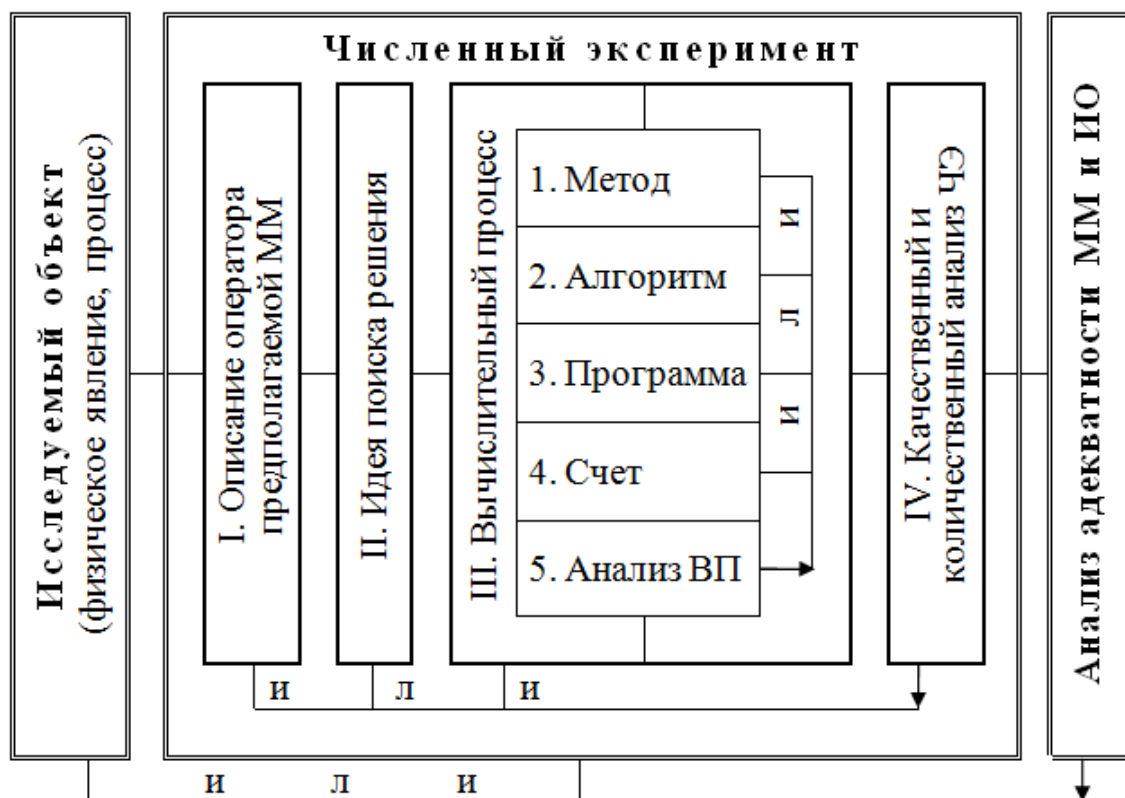 Исследуемый объект
(физическое явление, процесс)
Численный эксперимент
I. Описание оператора
предполагаемой ММ
II. Идея поиска решения
III. Вычислительный процесс
1. Метод
2. Алгоритм
3. Программа
4. Счет
5. Анализ ВП
и
л
и
IV. Качественный и
количественный анализ ЧЭ
и л и
Анализ адекватности ММ и ИО
и л и